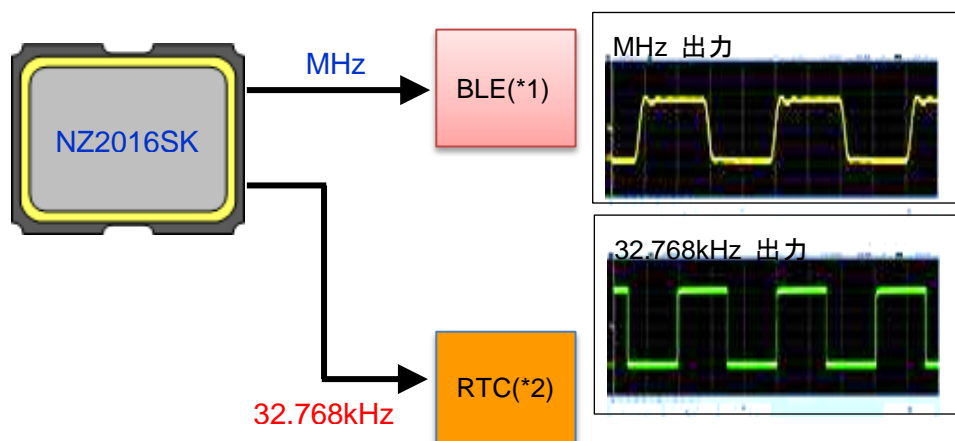 NZ2016SK
MHz
BLE(*1)
MHz 出力
32.768kHz
RTC(*2)
32.768kHz 出力